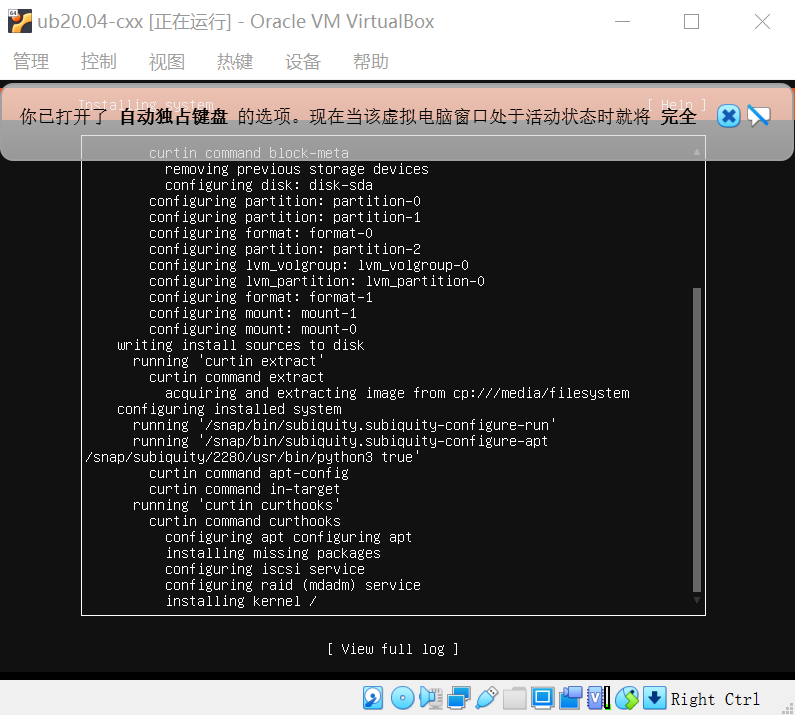 ub20.04-cxx [正在运行] - Oracle VM VirtualBox
管理 控制 视图 热键 设备 帮助
Installing system [ Help ]
你已打开了 自动独占键盘 的选项。现在当该虚拟电脑窗口处于活动状态时就将 完全
curtin command block-meta
removing previous storage devices
configuring disk: disk-sda
configuring partition: partition-0
configuring partition: partition-1
configuring format: format-0
configuring partition: partition-2
configuring lvm_volgroup: lvm_volgroup-0
configuring lvm_partition: lvm_partition-0
configuring format: format-1
configuring mount: mount-1
configuring mount: mount-0
writing install sources to disk
running 'curtin extract'
curtin command extract
acquiring and extracting image from cp:///media/filesystem
configuring installed system
running '/snap/bin/subiquity.subiquity-configure-run'
running '/snap/bin/subiquity.subiquity-configure-apt
/snap/subiquity/2280/usr/bin/python3 true'
curtin command apt-config
curtin command in-target
running 'curtin curthooks'
curtin command curthooks
configuring apt configuring apt
installing missing packages
configuring iscsi service
configuring raid (mdadm) service
installing kernel /
[ View full log ]
Right Ctrl